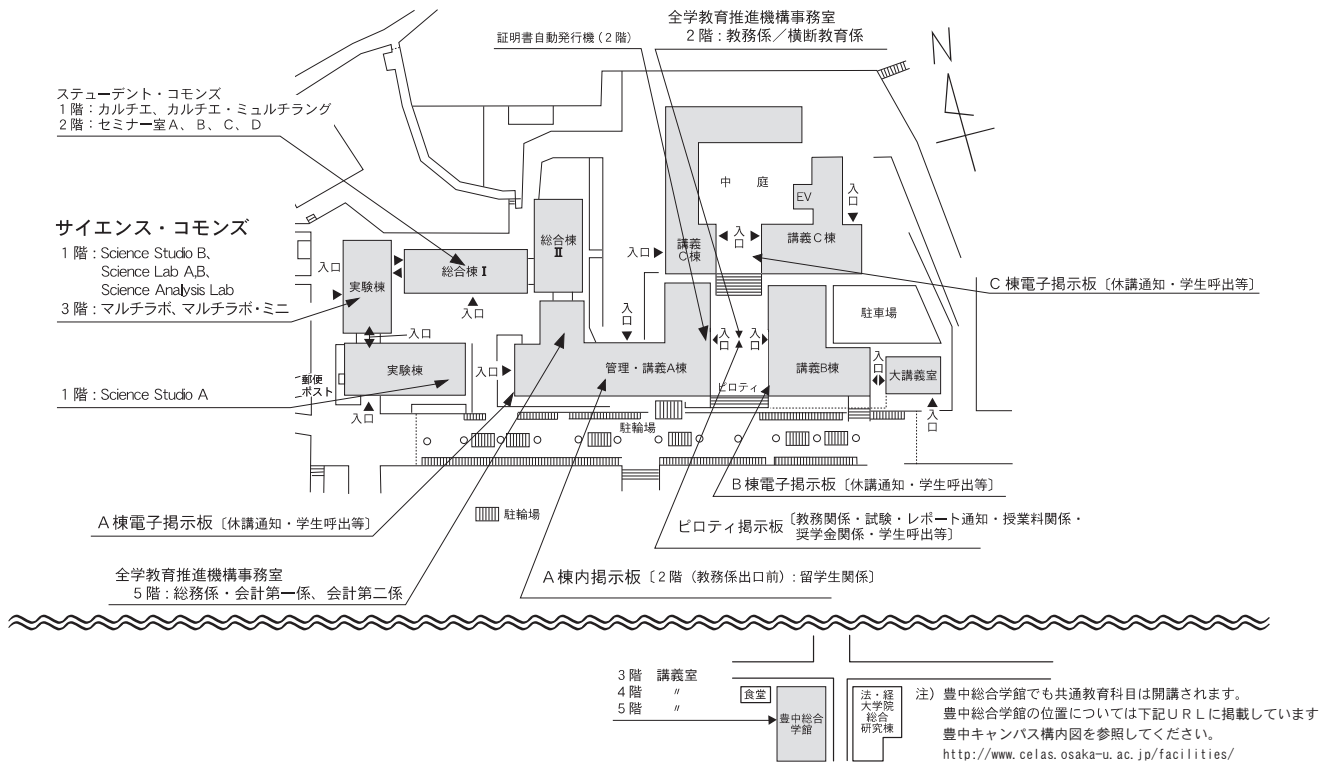 全学教育推進機構事務室
2階：教務係／横断教育係
証明書自動発行機（2階）
N
ステューデント・コモンズ
1階：カルチエ、カルチエ・ミュルチラング
2階：セミナー室A、B、C、D
中庭
EV
入口
サイエンス・コモンズ
1階：Science Studio B、
Science Lab A,B、
Science Analysis Lab
3階：マルチラボ、マルチラボ・ミニ
総合棟Ⅱ
入口
講義C棟
入口
講義C棟
入口
総合棟Ⅰ
実験棟
入口
C棟電子掲示板〔休講通知・学生呼出等〕
入口
入口
駐車場
入口
入口
入口
実験棟
郵便ポスト
入口
管理・講義A棟
講義B棟
入口
大講義室
1階：Science Studio A
ピロティ
入口
入口
駐輪場
B棟電子掲示板〔休講通知・学生呼出等〕
A棟電子掲示板〔休講通知・学生呼出等〕
駐輪場
ピロティ掲示板〔教務関係・試験・レポート通知・授業料関係・
奨学金関係・学生呼出等〕
全学教育推進機構事務室
5階：総務係・会計第一係、会計第二係
A棟内掲示板〔2階（教務係出口前）：留学生関係〕
3階 講義室
4階 〃
5階 〃
食堂
豊中総合
学館
法・経
大学院
総合
研究棟
注）豊中総合学館でも共通教育科目は開講されます。
豊中総合学館の位置については下記URLに掲載しています
豊中キャンパス構内図を参照してください。
http://www.celas.osaka-u.ac.jp/facilities/